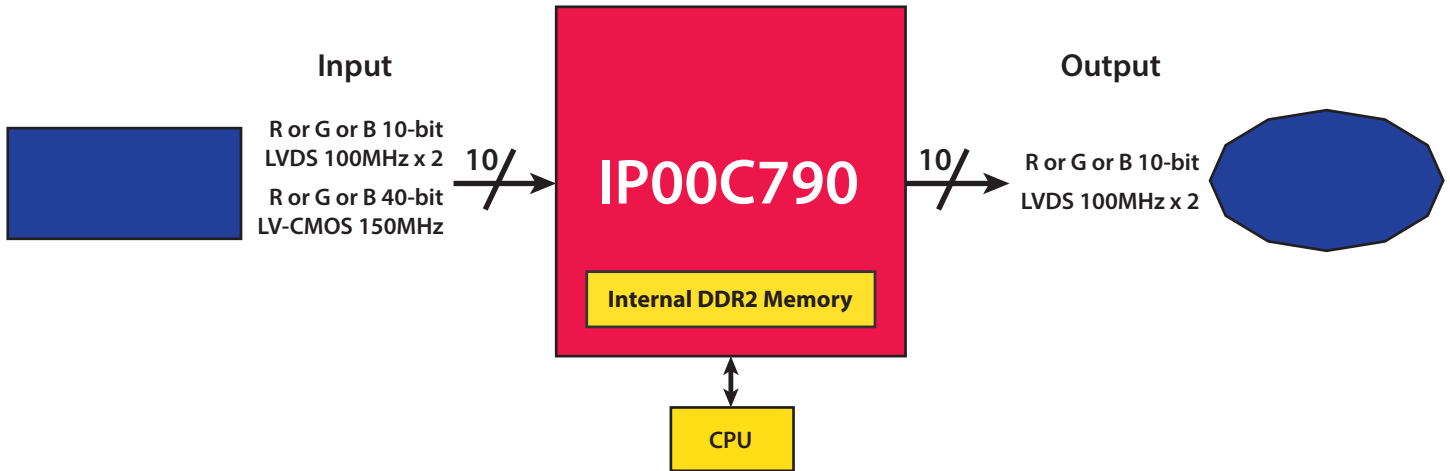 Input
R or G or B 10-bit
LVDS 100MHz x 2
R or G or B 40-bit
LV-CMOS 150MHz
10
IP00C790
Internal DDR2 Memory
CPU
Output
10
R or G or B 10-bit
LVDS 100MHz x 2